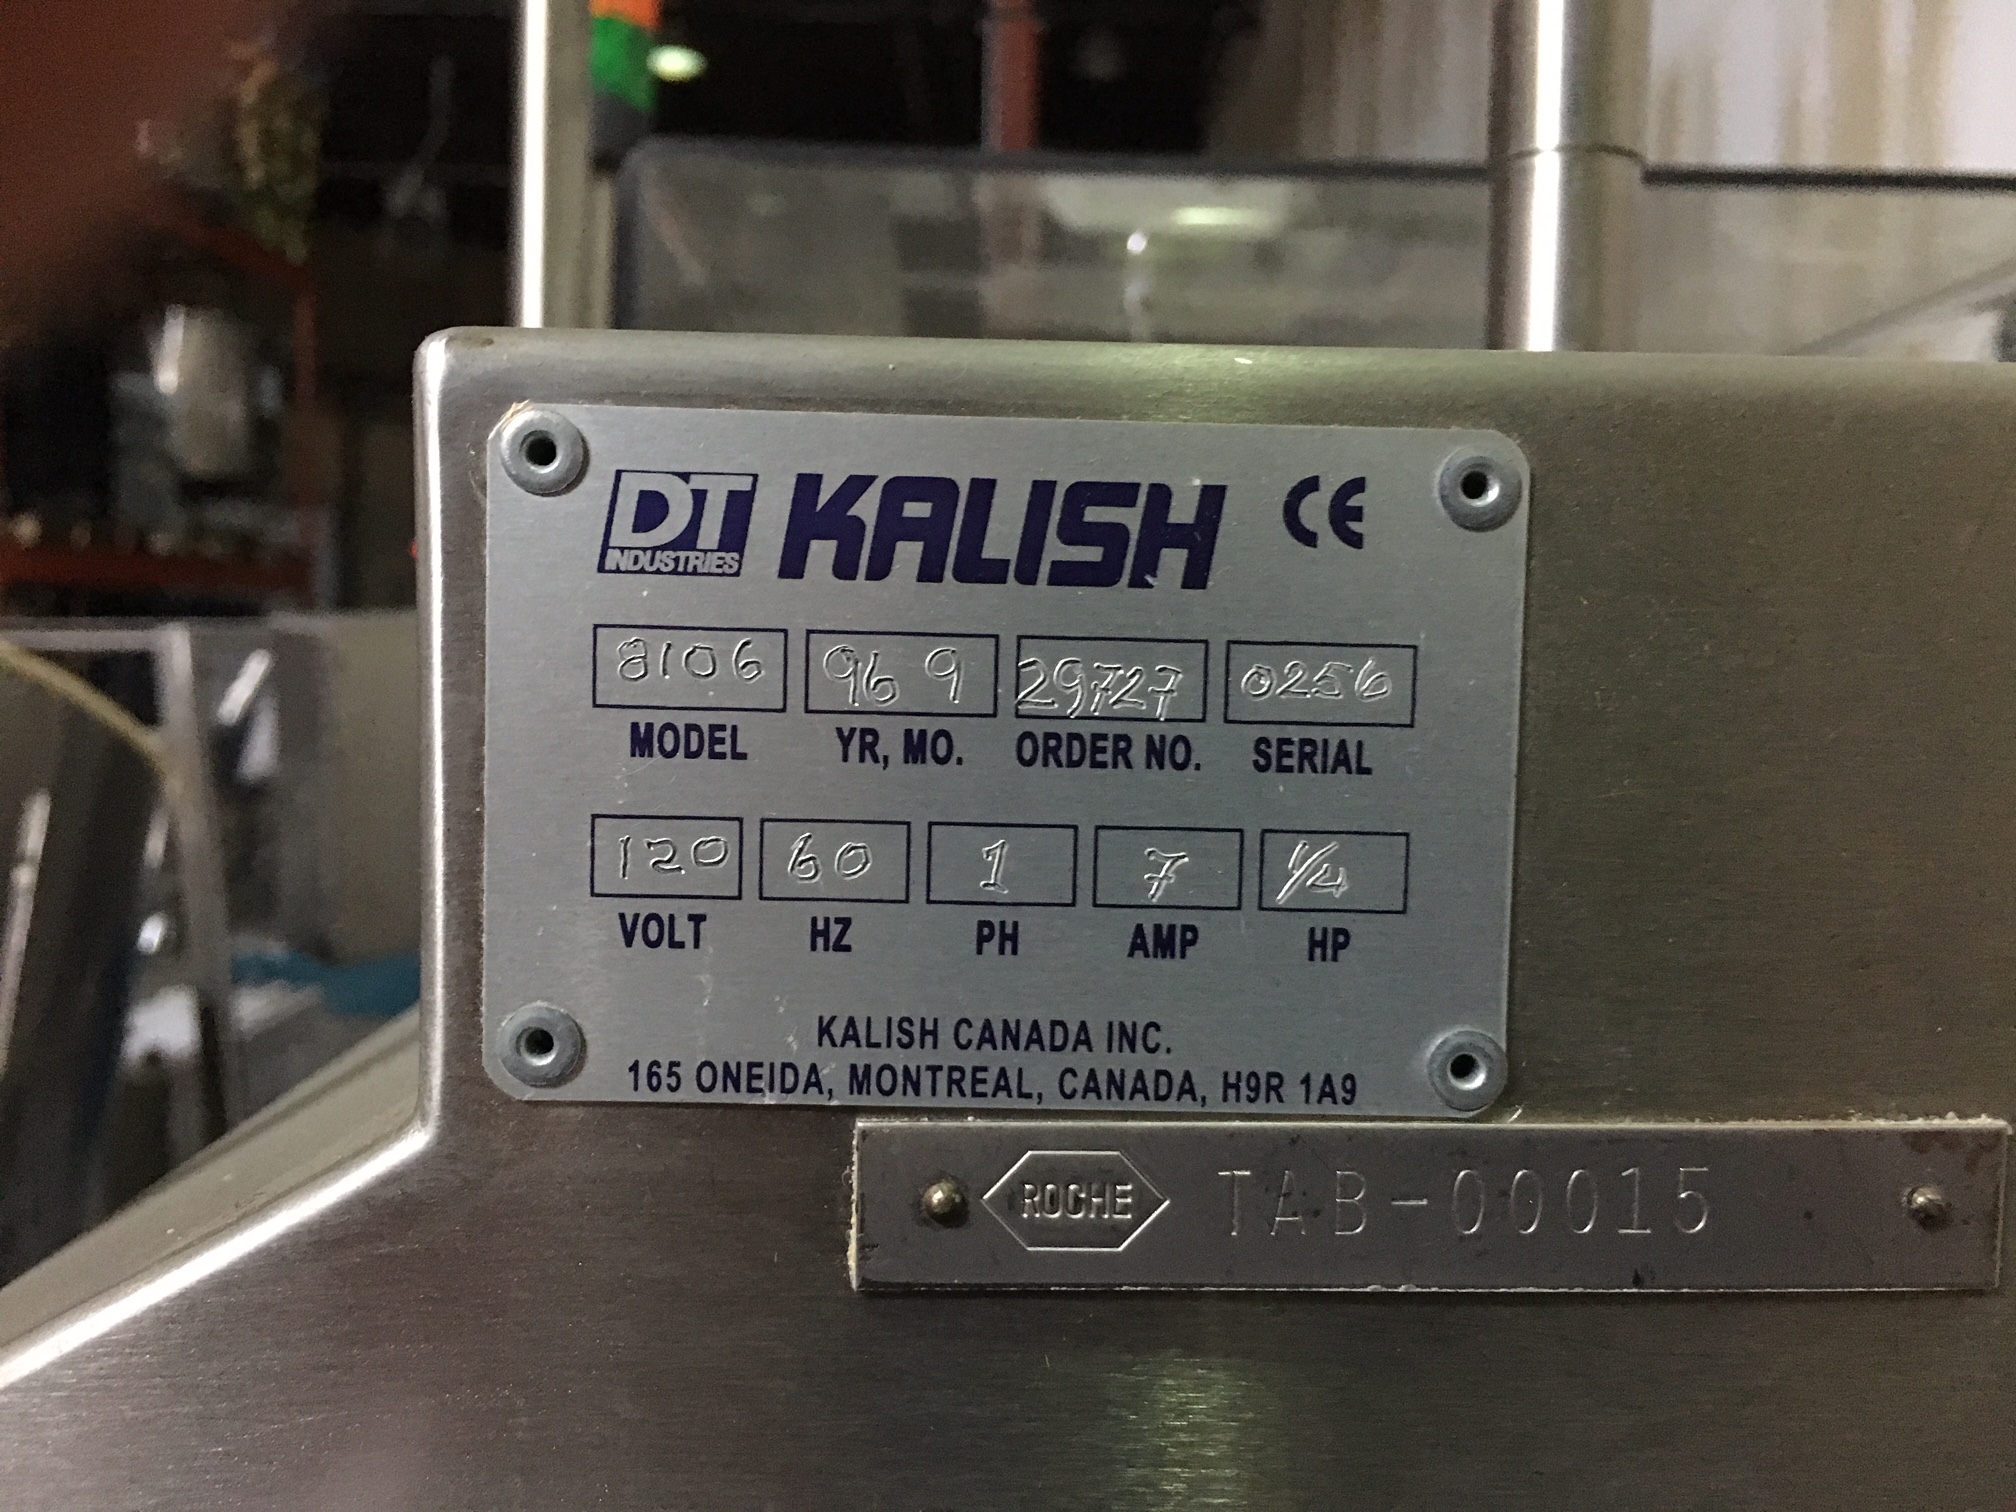 DT KALISH CE
INDUSTRIES
8106 96 9 29727 0256
MODEL YR, MO. ORDER NO. SERIAL
120 60 1 7 1/4
VOLT HZ PH AMP HP
KALISH CANADA INC.
165 ONEIDA, MONTREAL, CANADA, H9R 1A9
ROCHE TAB-00015